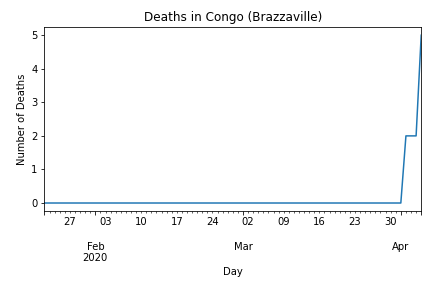 Deaths in Congo (Brazzaville)
5
4
3
2
1
0
Number of Deaths
27 03 10 17 24 02 09 16 23 30
Feb Mar Apr
2020
Day